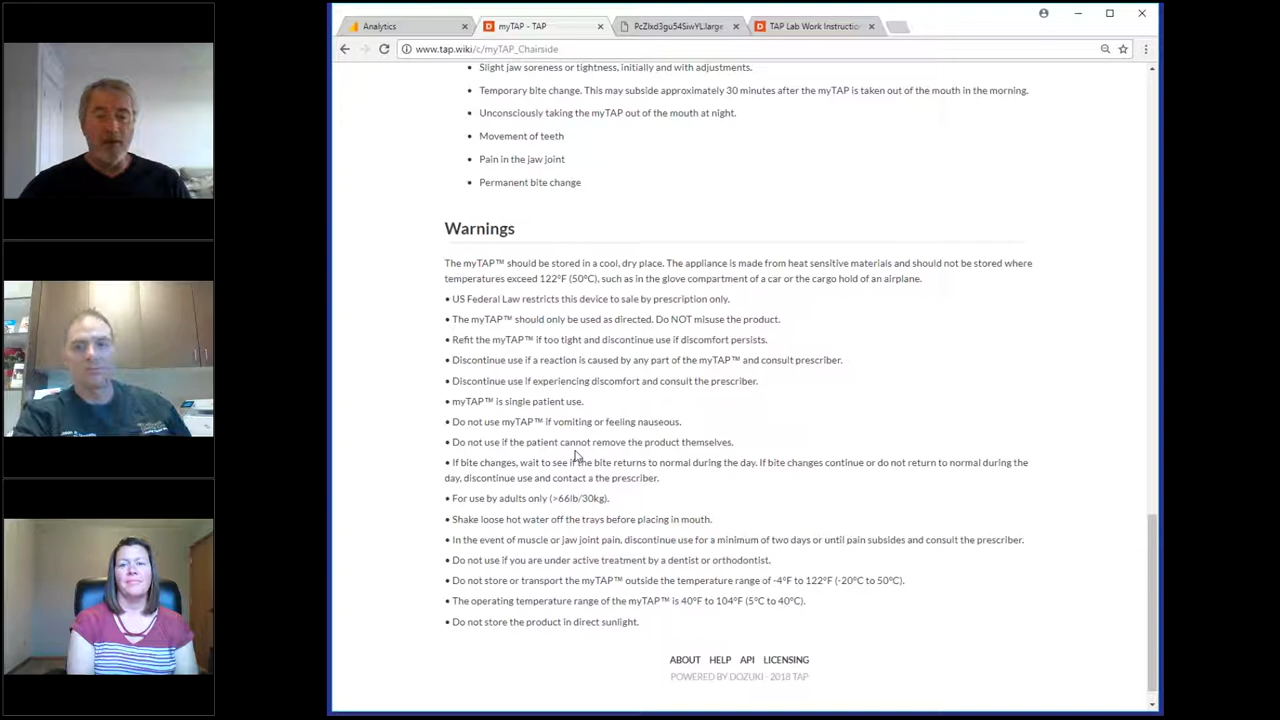 Analytics
myTAP - TAP
PcZlxd3gu54SiwYL.large
TAP Lab Work Instructio
www.tap.wiki/c/myTAP_Chairside
• Slight jaw soreness or tightness, initially and with adjustments.
• Temporary bite change. This may subside approximately 30 minutes after the myTAP is taken out of the mouth in the morning.
• Unconsciously taking the myTAP out of the mouth at night.
• Movement of teeth
• Pain in the jaw joint
• Permanent bite change
Warnings
The myTAP™ should be stored in a cool, dry place. The appliance is made from heat sensitive materials and should not be stored where
temperatures exceed 122°F (50°C), such as in the glove compartment of a car or the cargo hold of an airplane.
• US Federal Law restricts this device to sale by prescription only.
• The myTAP™ should only be used as directed. Do NOT misuse the product.
• Refit the myTAP™ if too tight and discontinue use if discomfort persists.
• Discontinue use if a reaction is caused by any part of the myTAP™ and consult prescriber.
• Discontinue use if experiencing discomfort and consult the prescriber.
• myTAP™ is single patient use.
• Do not use myTAP™ if vomiting or feeling nauseous.
• Do not use if the patient cannot remove the product themselves.
• If bite changes, wait to see if the bite returns to normal during the day. If bite changes continue or do not return to normal during the
day, discontinue use and contact a the prescriber.
• For use by adults only (>66lb/30kg).
• Shake loose hot water off the trays before placing in mouth.
• In the event of muscle or jaw joint pain, discontinue use for a minimum of two days or until pain subsides and consult the prescriber.
• Do not use if you are under active treatment by a dentist or orthodontist.
• Do not store or transport the myTAP™ outside the temperature range of -4°F to 122°F (-20°C to 50°C).
• The operating temperature range of the myTAP™ is 40°F to 104°F (5°C to 40°C).
• Do not store the product in direct sunlight.
ABOUT HELP API LICENSING
POWERED BY DOZUKI - 2018 TAP